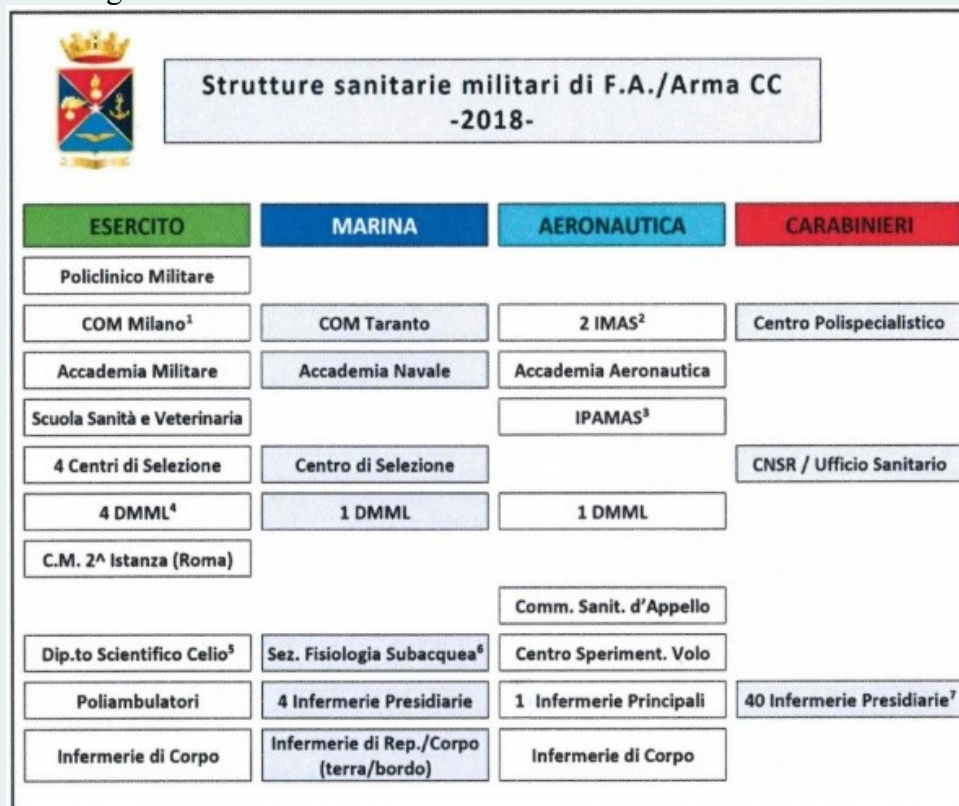 Strutture sanitarie militari di F.A./Arma CC
-2018-
ESERCITO MARINA AERONAUTICA CARABINIERI
Policlinico Militare
COM Milano¹ COM Taranto 2 IMAS² Centro Polispecialistico
Accademia Militare Accademia Navale Accademia Aeronautica
Scuola Sanità e Veterinaria IPAMAS³
4 Centri di Selezione Centro di Selezione CNSR / Ufficio Sanitario
4 DMML⁴ 1 DMML 1 DMML
C.M. 2^ Istanza (Roma)
Comm. Sanit. d'Appello
Dip.to Scientifico Celio⁵ Sez. Fisiologia Subacquea⁶ Centro Speriment. Volo
Poliambulatori 4 Infermerie Presidiarie 1 Infermerie Principali 40 Infermerie Presidiarie⁷
Infermerie di Corpo Infermerie di Rep./Corpo Infermerie di Corpo
(terra/bordo)